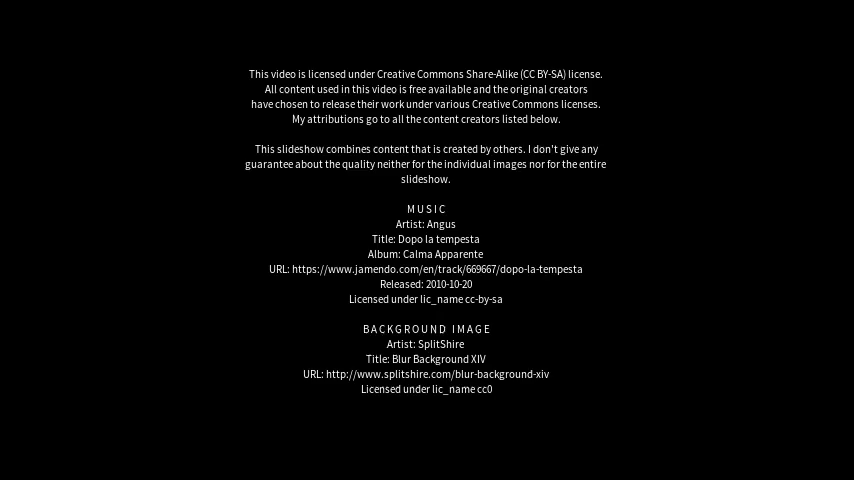 This video is licensed under Creative Commons Share-Alike (CC BY-SA) license.
All content used in this video is free available and the original creators
have chosen to release their work under various Creative Commons licenses.
My attributions go to all the content creators listed below.
This slideshow combines content that is created by others. I don't give any
guarantee about the quality neither for the individual images nor for the entire
slideshow.
MUSIC
Artist: Angus
Title: Dopo la tempesta
Album: Calma Apparente
URL: https://www.jamendo.com/en/track/669667/dopo-la-tempesta
Released: 2010-10-20
Licensed under lic_name cc-by-sa
BACKGROUND IMAGE
Artist: SplitShire
Title: Blur Background XIV
URL: http://www.splitshire.com/blur-background-xiv
Licensed under lic_name cc0